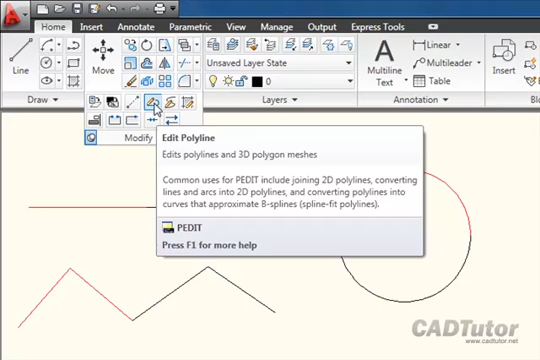 Home Insert Annotate Parametric View Manage Output Express Tools
Line
Move
Unsaved Layer State
0
A
Multiline
Text
Linear
Multileader
Table
Insert
Draw
Layers
Annotation
Modify
Edit Polyline
Edits polylines and 3D polygon meshes
Common uses for PEDIT include joining 2D polylines, converting
lines and arcs into 2D polylines, and converting polylines into
curves that approximate B-splines (spline-fit polylines).
PEDIT
Press F1 for more help
CADTutor
www.cadtutor.net